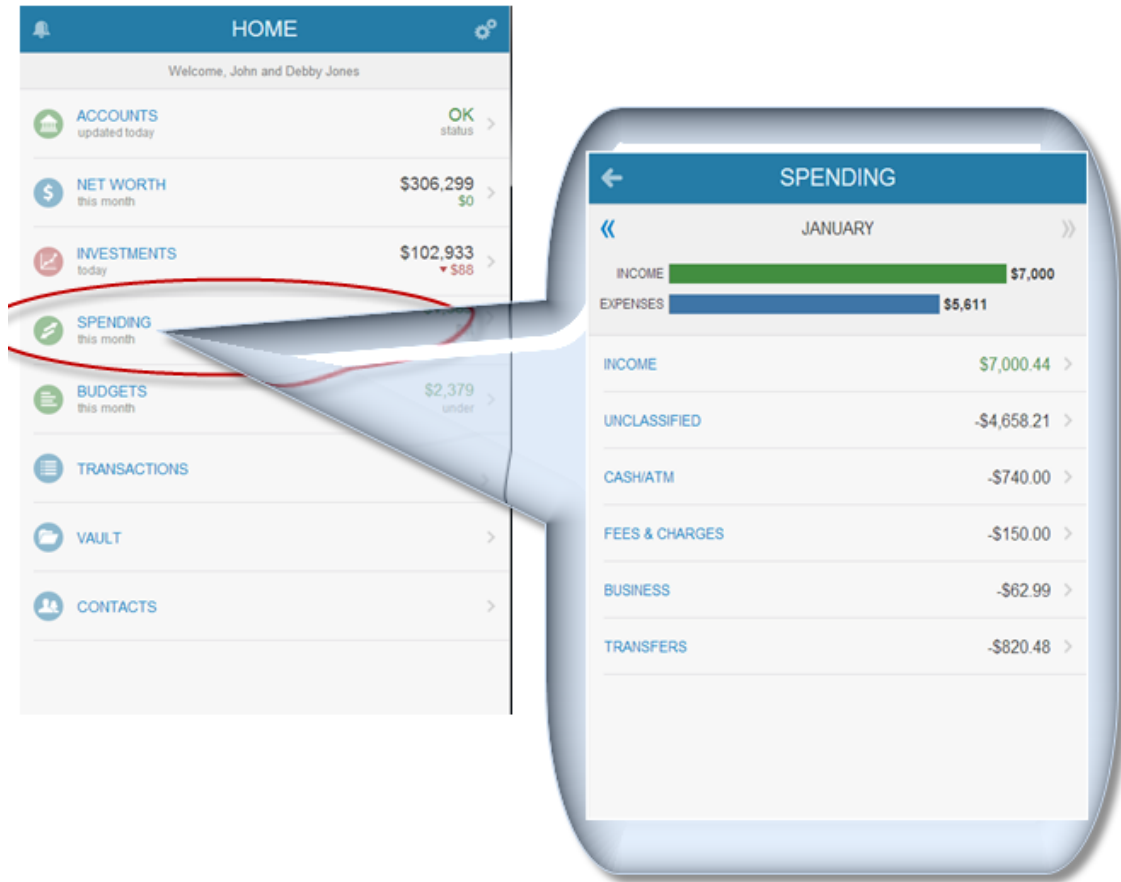 HOME
Welcome, John and Debby Jones
ACCOUNTS
updated today
OK
status
NET WORTH
this month
$306,299
$0
INVESTMENTS
today
$102,933
▼ $88
SPENDING
this month
BUDGETS
this month
$2,379
under
TRANSACTIONS
VAULT
CONTACTS
SPENDING
JANUARY
INCOME $7,000
EXPENSES $5,611
INCOME $7,000.44
UNCLASSIFIED -$4,658.21
CASH/ATM -$740.00
FEES & CHARGES -$150.00
BUSINESS -$62.99
TRANSFERS -$820.48